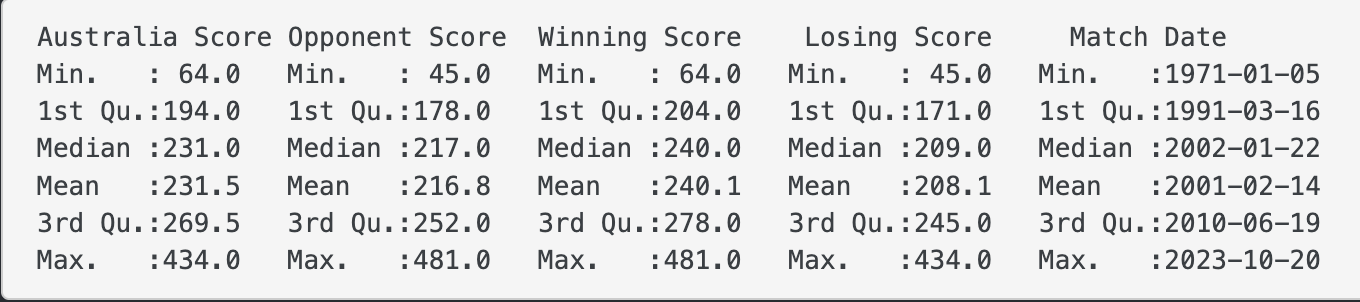 Australia Score Opponent Score  Winning Score    Losing Score     Match Date
Min.   : 64.0   Min.   : 45.0   Min.   : 64.0   Min.   : 45.0   Min.   :1971-01-05
1st Qu.:194.0   1st Qu.:178.0   1st Qu.:204.0   1st Qu.:171.0   1st Qu.:1991-03-16
Median :231.0   Median :217.0   Median :240.0   Median :209.0   Median :2002-01-22
Mean   :231.5   Mean   :216.8   Mean   :240.1   Mean   :208.1   Mean   :2001-02-14
3rd Qu.:269.5   3rd Qu.:252.0   3rd Qu.:278.0   3rd Qu.:245.0   3rd Qu.:2010-06-19
Max.   :434.0   Max.   :481.0   Max.   :481.0   Max.   :434.0   Max.   :2023-10-20